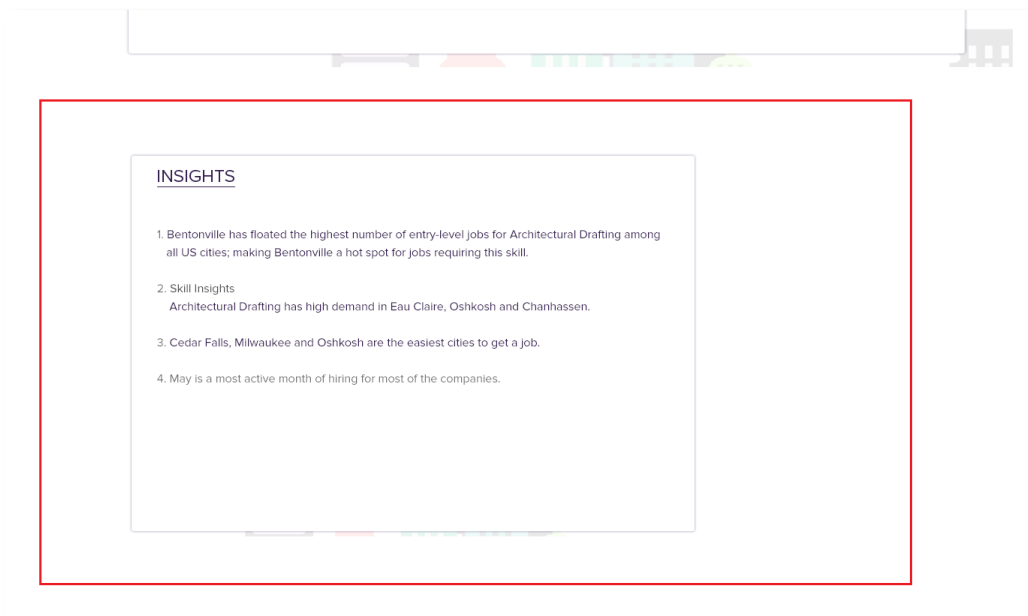 INSIGHTS
1. Bentonville has floated the highest number of entry-level jobs for Architectural Drafting among
all US cities; making Bentonville a hot spot for jobs requiring this skill.
2. Skill Insights
Architectural Drafting has high demand in Eau Claire, Oshkosh and Chanhassen.
3. Cedar Falls, Milwaukee and Oshkosh are the easiest cities to get a job.
4. May is a most active month of hiring for most of the companies.